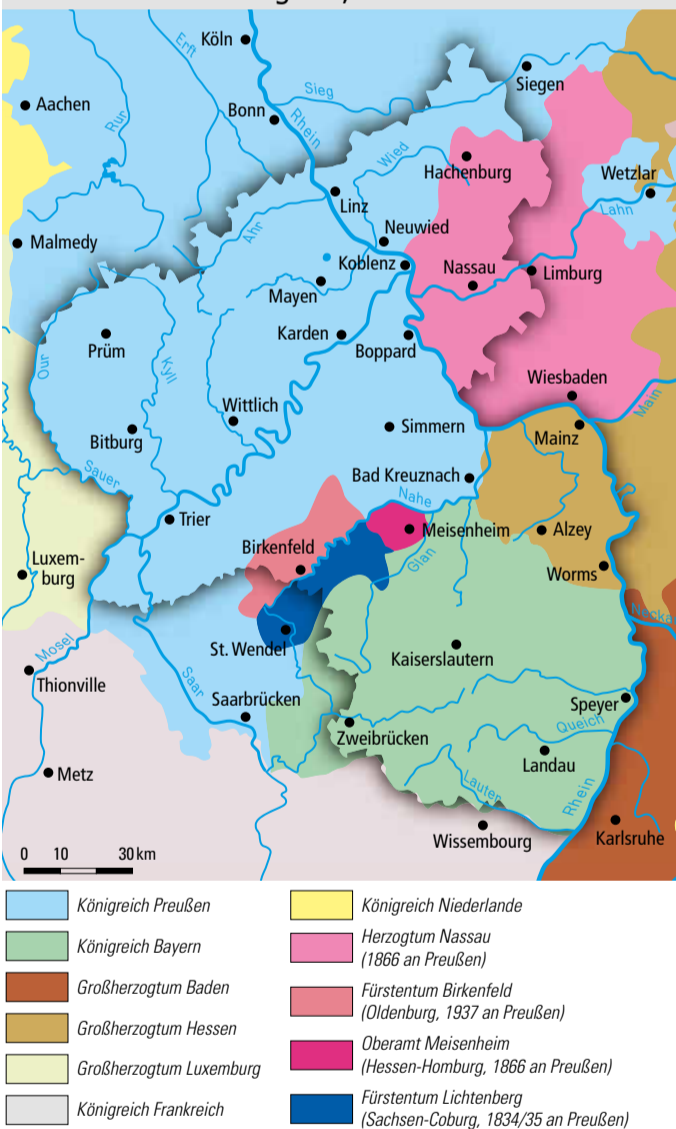 Köln
Erft
Sieg
Siegen
Aachen
Rur
Bonn
Rhein
Wied
Hachenburg
Wetzlar
Linz
Lahn
Ahr
Neuwied
Malmedy
Koblenz
Nassau
Limburg
Mayen
Prüm
Karden
Boppard
Our
Kyll
Wiesbaden
Main
Wittlich
Simmern
Mainz
Bitburg
Sauer
Bad Kreuznach
Nahe
Trier
Meisenheim
Alzey
Birkenfeld
Glan
Luxem-
burg
Worms
Mosel
St. Wendel
Kaiserslautern
Thionville
Saar
Saarbrücken
Speyer
Zweibrücken
Queich
Landau
Metz
Lauter
Rhein
Wissembourg
Karlsruhe
0 10 30 km
Königreich Preußen
Königreich Bayern
Großherzogtum Baden
Großherzogtum Hessen
Großherzogtum Luxemburg
Königreich Frankreich
Königreich Niederlande
Herzogtum Nassau
(1866 an Preußen)
Fürstentum Birkenfeld
(Oldenburg, 1937 an Preußen)
Oberamt Meisenheim
(Hessen-Homburg, 1866 an Preußen)
Fürstentum Lichtenberg
(Sachsen-Coburg, 1834/35 an Preußen)